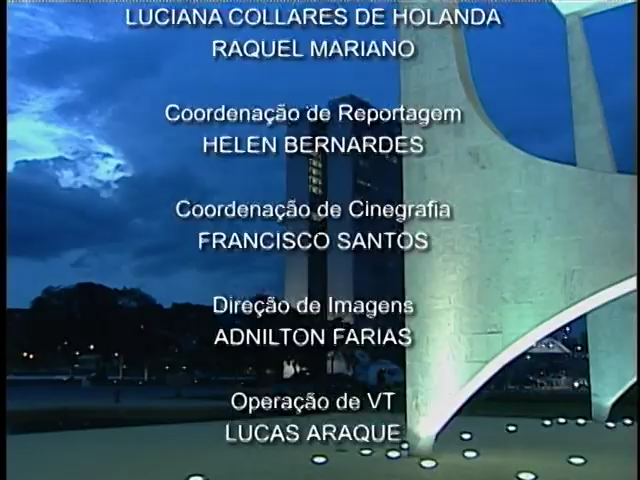 LUCIANA COLLARES DE HOLANDA
RAQUEL MARIANO
Coordenação de Reportagem
HELEN BERNARDES
Coordenação de Cinegrafia
FRANCISCO SANTOS
Direção de Imagens
ADNILTON FARIAS
Operação de VT
LUCAS ARAQUE